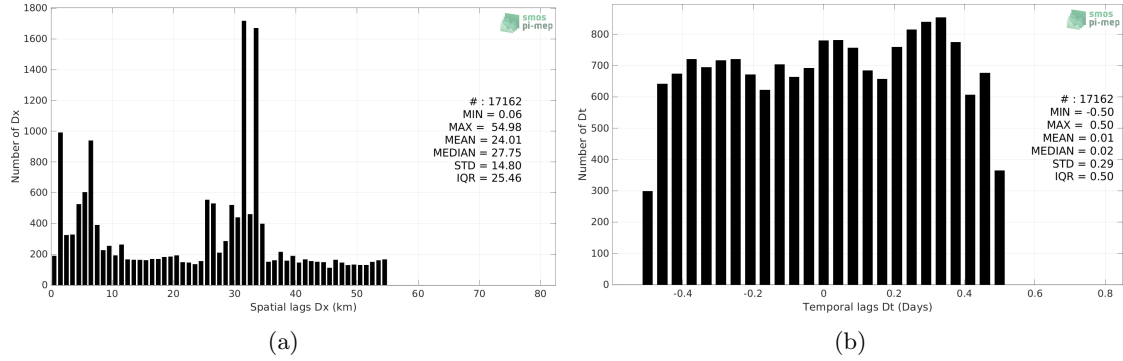 1800
1600
1400
1200
1000
800
600
400
200
0
Number of Dx
0 10 20 30 40 50 60 70 80
Spatial lags Dx (km)
smos
pi-mep
# : 17162
MIN = 0.06
MAX = 54.98
MEAN = 24.01
MEDIAN = 27.75
STD = 14.80
IQR = 25.46
(a)
800
700
600
500
400
300
200
100
0
Number of Dt
-0.4 -0.2 0 0.2 0.4 0.6 0.8
Temporal lags Dt (Days)
smos
pi-mep
# : 17162
MIN = -0.50
MAX = 0.50
MEAN = 0.01
MEDIAN = 0.02
STD = 0.29
IQR = 0.50
(b)